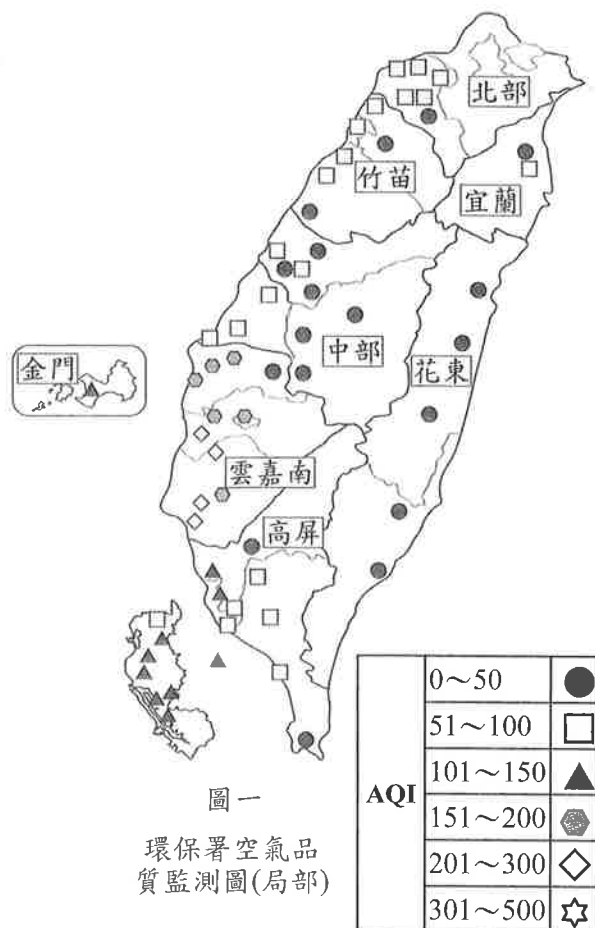 北部
竹苗
宜蘭
中部
花東
金門
雲嘉南
高屏
AQI
0～50
51～100
101～150
151～200
201～300
301～500
圖一
環保署空氣品
質監測圖(局部)